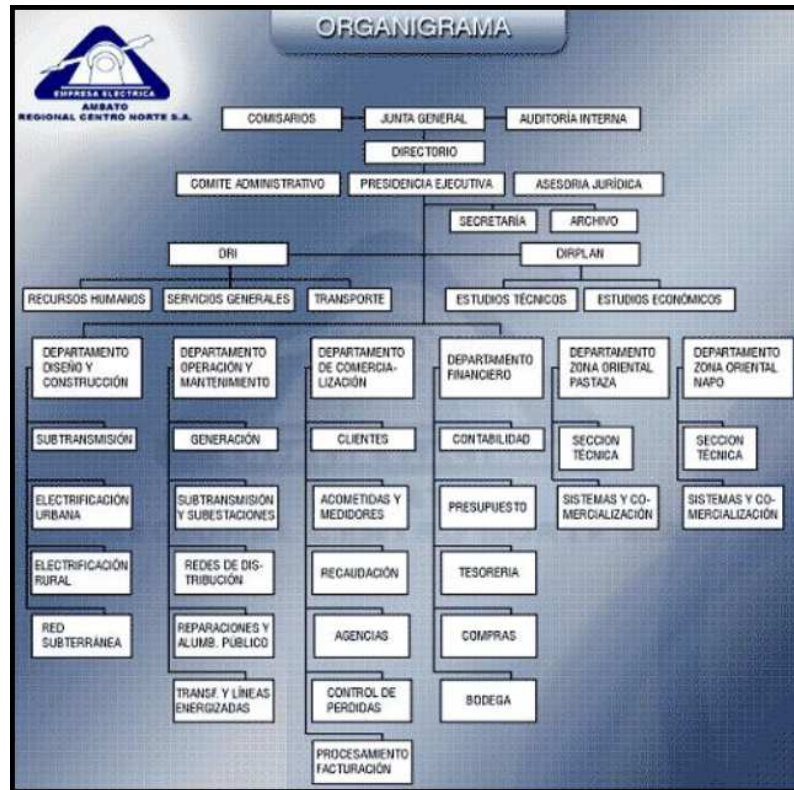 ORGANIGRAMA
EMPRESA ELECTRICA
AMBATO
REGIONAL CENTRO NORTE S.A.
COMISARIOS
JUNTA GENERAL
AUDITORÍA INTERNA
DIRECTORIO
COMITE ADMINISTRATIVO
PRESIDENCIA EJECUTIVA
ASESORIA JURÍDICA
SECRETARÍA
ARCHIVO
DRI
DIRPLAN
RECURSOS HUMANOS
SERVICIOS GENERALES
TRANSPORTE
ESTUDIOS TÉCNICOS
ESTUDIOS ECONÓMICOS
DEPARTAMENTO
DISEÑO Y
CONSTRUCCIÓN
SUBTRANSMISIÓN
ELECTRIFICACIÓN
URBANA
ELECTRIFICACIÓN
RURAL
RED
SUBTERRÁNEA
DEPARTAMENTO
OPERACIÓN Y
MANTENIMIENTO
GENERACIÓN
SUBTRANSMISIÓN
Y SUBESTACIONES
REDES DE DIS-
TRIBUCIÓN
REPARACIONES Y
ALUMB. PÚBLICO
TRANSF. Y LÍNEAS
ENERGIZADAS
DEPARTAMENTO
DE COMERCIA-
LIZACIÓN
CLIENTES
ACOMETIDAS Y
MEDIDORES
RECAUDACIÓN
AGENCIAS
CONTROL DE
PERDIDAS
PROCESAMIENTO
FACTURACIÓN
DEPARTAMENTO
FINANCIERO
CONTABILIDAD
PRESUPUESTO
TESORERIA
COMPRAS
BODEGA
DEPARTAMENTO
ZONA ORIENTAL
PASTAZA
SECCION
TÉCNICA
SISTEMAS Y CO-
MERCIALIZACIÓN
DEPARTAMENTO
ZONA ORIENTAL
NAPO
SECCION
TÉCNICA
SISTEMAS Y CO-
MERCIALIZACIÓN